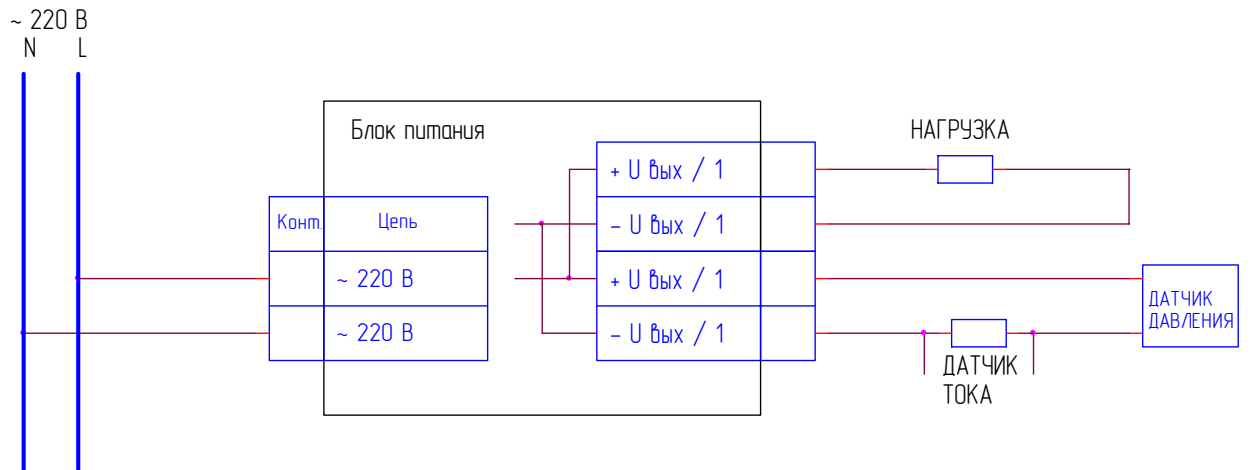 ~ 220 В
N L
Блок питания
НАГРУЗКА
+ U вых / 1
Конт. Цепь
– U вых / 1
~ 220 В
+ U вых / 1
ДАТЧИК
ДАВЛЕНИЯ
~ 220 В
– U вых / 1
ДАТЧИК
ТОКА